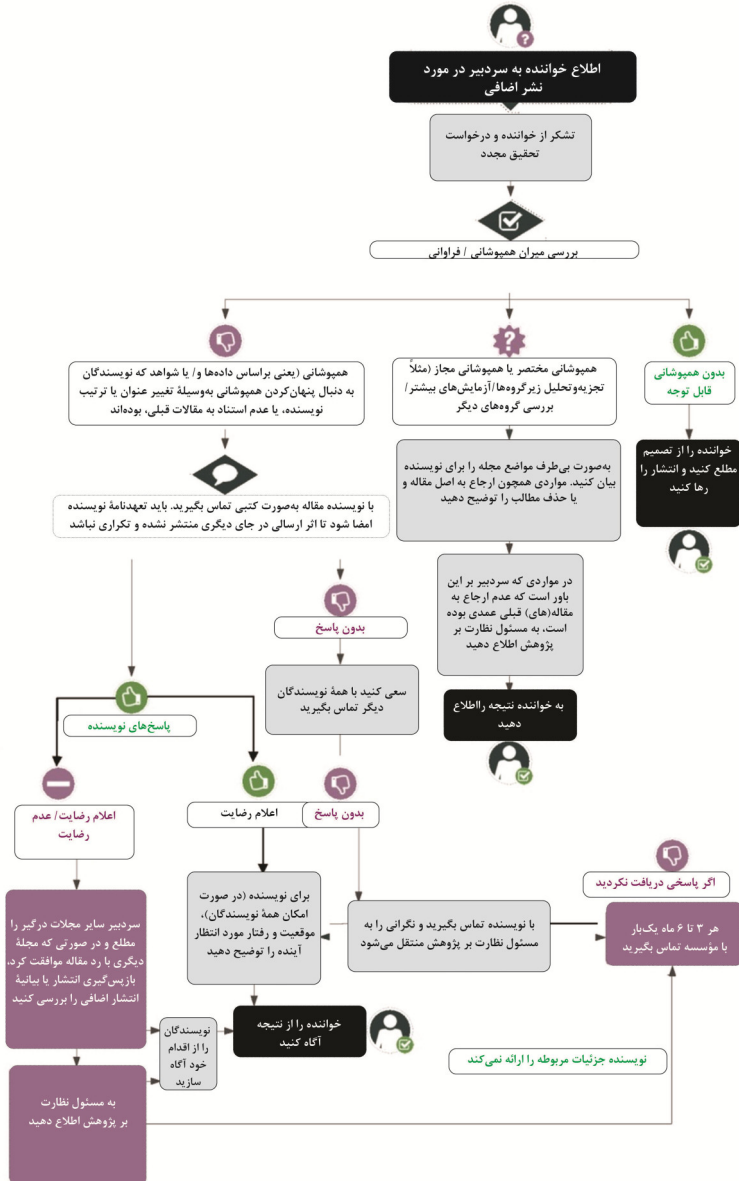 اطلاع خواننده به سردبیر در مورد
نشر اضافی
تشکر از خواننده و درخواست
تحقیق مجدد
بررسی میران همپوشانی / فراوانی
بدون همپوشانی
قابل توجه
خواننده را از تصمیم
مطلع کنید و انتشار را
رها کنید
همپوشانی مختصر یا همپوشانی مجاز (مثلاً
تجزیه‌وتحلیل زیرگروه‌ها/آزمایش‌های بیشتر/
بررسی گروه‌های دیگر
به‌صورت بی‌طرف مواضع مجله را برای نویسنده
بیان کنید. مواردی همچون ارجاع به اصل مقاله و
یا حذف مطالب را توضیح دهید
در مواردی که سردبیر بر این
باور است که عدم ارجاع به
مقاله(های) قبلی عمدی بوده
است، به مسئول نظارت بر
پژوهش اطلاع دهید
به خواننده نتیجه رااطلاع
دهید
همپوشانی (یعنی براساس داده‌ها و/ یا شواهد که نویسندگان
به دنبال پنهان‌کردن همپوشانی به‌وسیلۀ تغییر عنوان یا ترتیب
نویسنده، یا عدم استناد به مقالات قبلی، بوده‌اند
با نویسنده مقاله به‌صورت کتبی تماس بگیرید. باید تعهدنامۀ نویسنده
امضا شود تا اثر ارسالی در جای دیگری منتشر نشده و تکراری نباشد
بدون پاسخ
سعی کنید با همۀ نویسندگان
دیگر تماس بگیرید
بدون پاسخ
پاسخ‌های نویسنده
اعلام رضایت
اعلام رضایت/ عدم
رضایت
اگر پاسخی دریافت نکردید
هر ۳ تا ۶ ماه یک‌بار
با مؤسسه تماس بگیرید
با نویسنده تماس بگیرید و نگرانی را به
مسئول نظارت بر پژوهش منتقل می‌شود
برای نویسنده (در صورت
امکان همۀ نویسندگان)،
موقعیت و رفتار مورد انتظار
آینده را توضیح دهید
سردبیر سایر مجلات درگیر را
مطلع و در صورتی که مجلۀ
دیگری با رد مقاله موافقت کرد،
بازپس‌گیری انتشار یا بیانیۀ
انتشار اضافی را بررسی کنید
خواننده را از نتیجه
آگاه کنید
نویسندگان
را از اقدام
خود آگاه
سازید
نویسنده جزئیات مربوطه را ارائه نمی‌کند
به مسئول نظارت
بر پژوهش اطلاع دهید